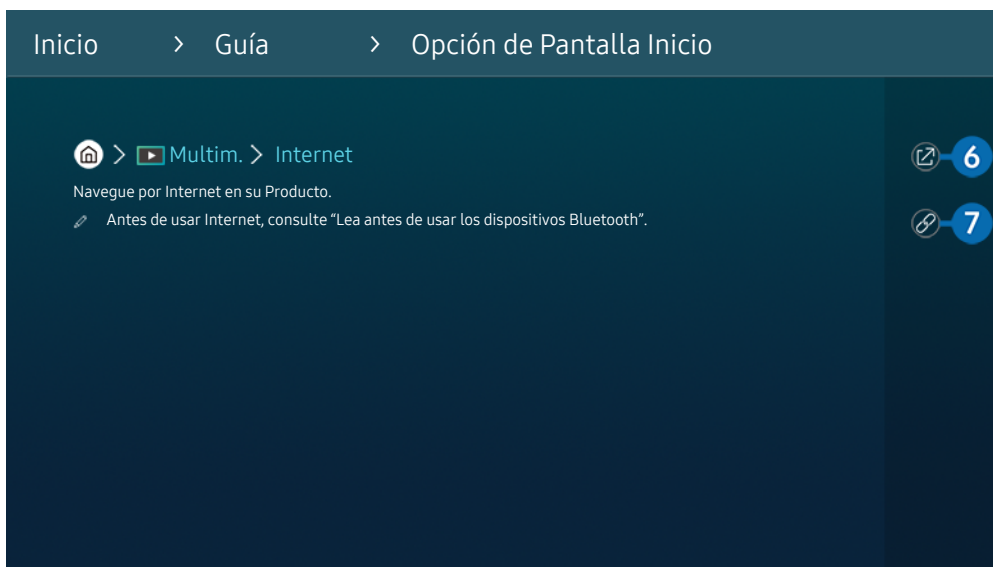 Inicio > Guía > Opción de Pantalla Inicio
> Multim. > Internet
6
Navegue por Internet en su Producto.
Antes de usar Internet, consulte “Lea antes de usar los dispositivos Bluetooth”.
7